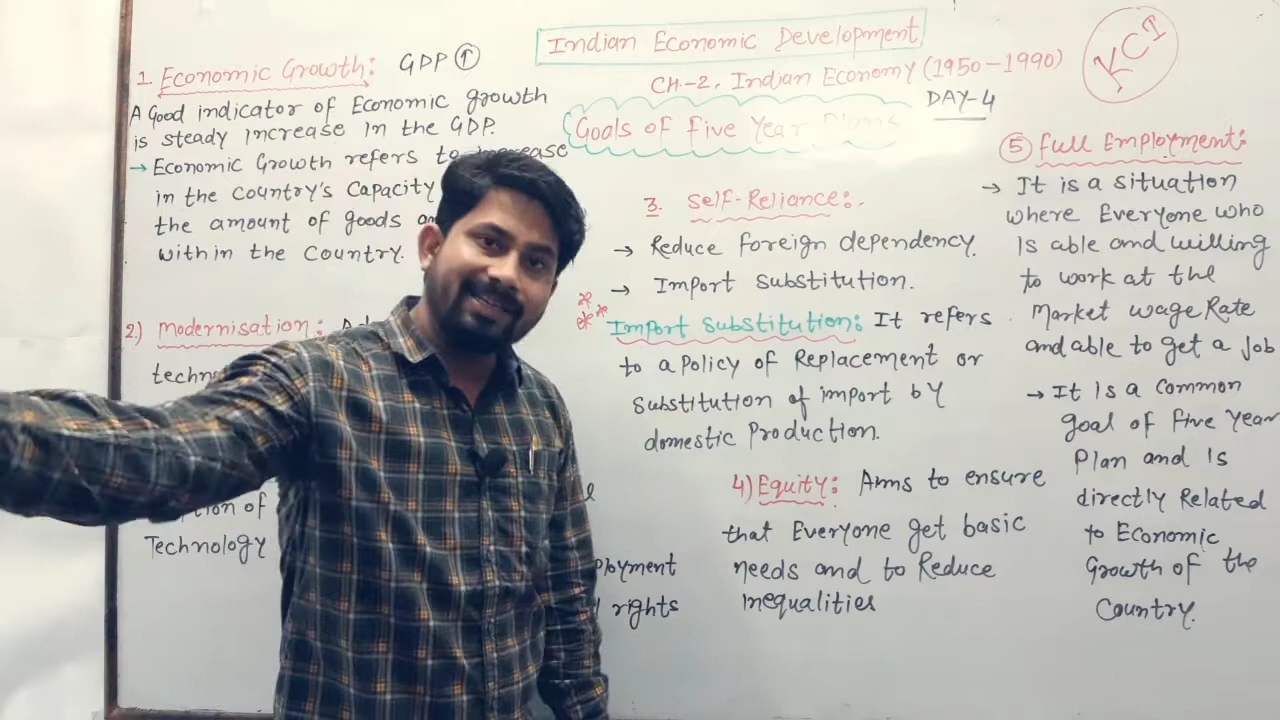 Indian Economic Development
CH-2, Indian Economy (1950-1990)
DAY-4
KCI
Goals of Five Year Plans
1. Economic Growth: GDP ↑
A Good indicator of Economic growth
is steady increase in the GDP.
→ Economic Growth refers to increase
in the Country's Capacity
the amount of goods
within the Country.
2) Modernisation:
Technology
of
ployment
rights
3. Self-Reliance:
→ Reduce foreign dependency.
→ Import substitution.
Import substitution: It refers
to a Policy of Replacement or
Substitution of import by
domestic Production.
4) Equity: Aims to ensure
that Everyone get basic
needs and to Reduce
inequalities
5 full Employment:
→ It is a situation
where Everyone who
is able and willing
to work at the
Market wage Rate
and able to get a Job
→ It is a Common
goal of five Year
Plan and is
directly Related
to Economic
Growth of the
Country.